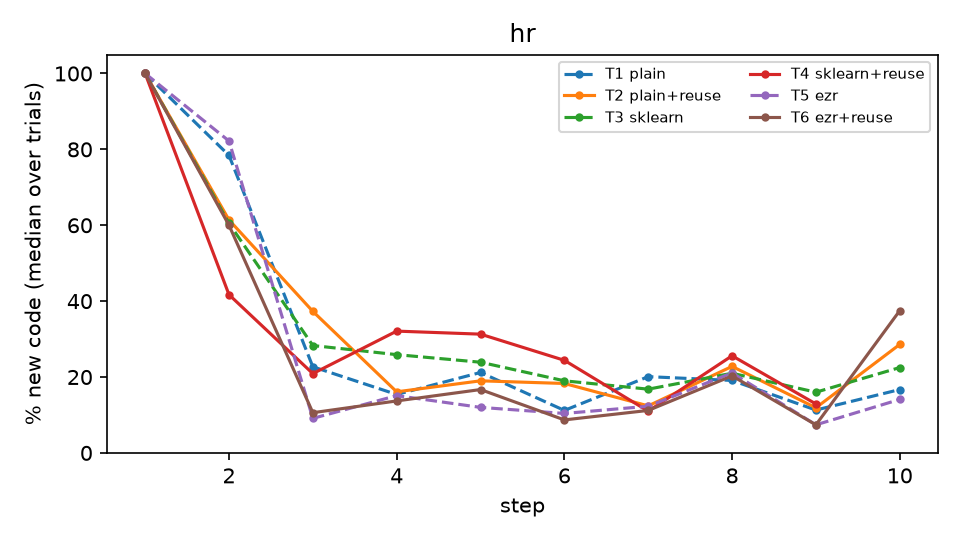 hr
% new code (median over trials)
100
80
60
40
20
0
T1 plain
T2 plain+reuse
T3 sklearn
T4 sklearn+reuse
T5 ezr
T6 ezr+reuse
2 4 6 8 10
step